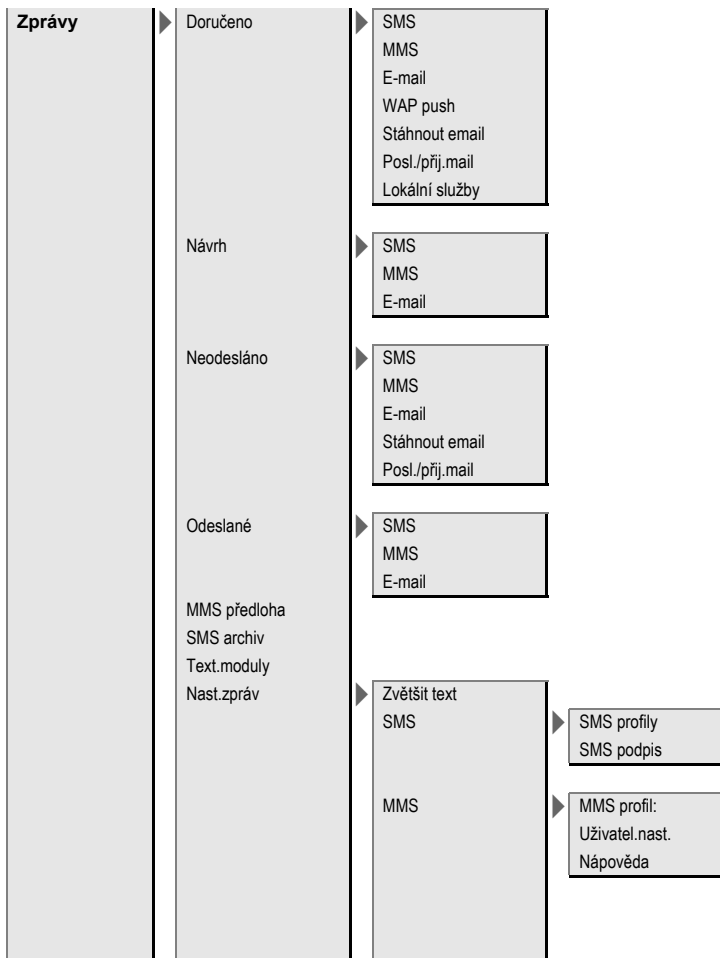 Zprávy
Doručeno
SMS
MMS
E-mail
WAP push
Stáhnout email
Posl./přij.mail
Lokální služby
Návrh
SMS
MMS
E-mail
Neodesláno
SMS
MMS
E-mail
Stáhnout email
Posl./přij.mail
Odeslané
SMS
MMS
E-mail
MMS předloha
SMS archiv
Text.moduly
Nast.zpráv
Zvětšit text
SMS
SMS profily
SMS podpis
MMS
MMS profil:
Uživatel.nast.
Nápověda